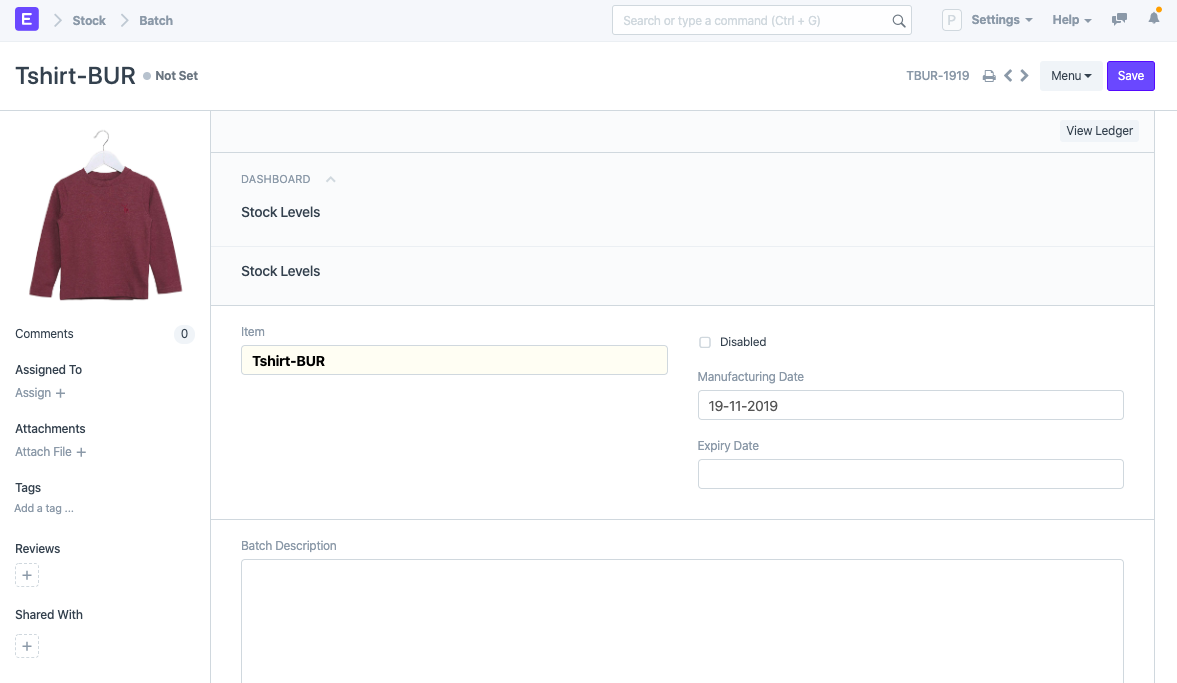 E Stock Batch Search or type a command (Ctrl + G) P Settings Help
Tshirt-BUR Not Set TBUR-1919 Menu Save
View Ledger
DASHBOARD
Stock Levels
Stock Levels
Comments 0
Assigned To
Assign +
Attachments
Attach File +
Tags
Add a tag ...
Reviews
+
Shared With
+
Item
Tshirt-BUR
Disabled
Manufacturing Date
19-11-2019
Expiry Date
Batch Description